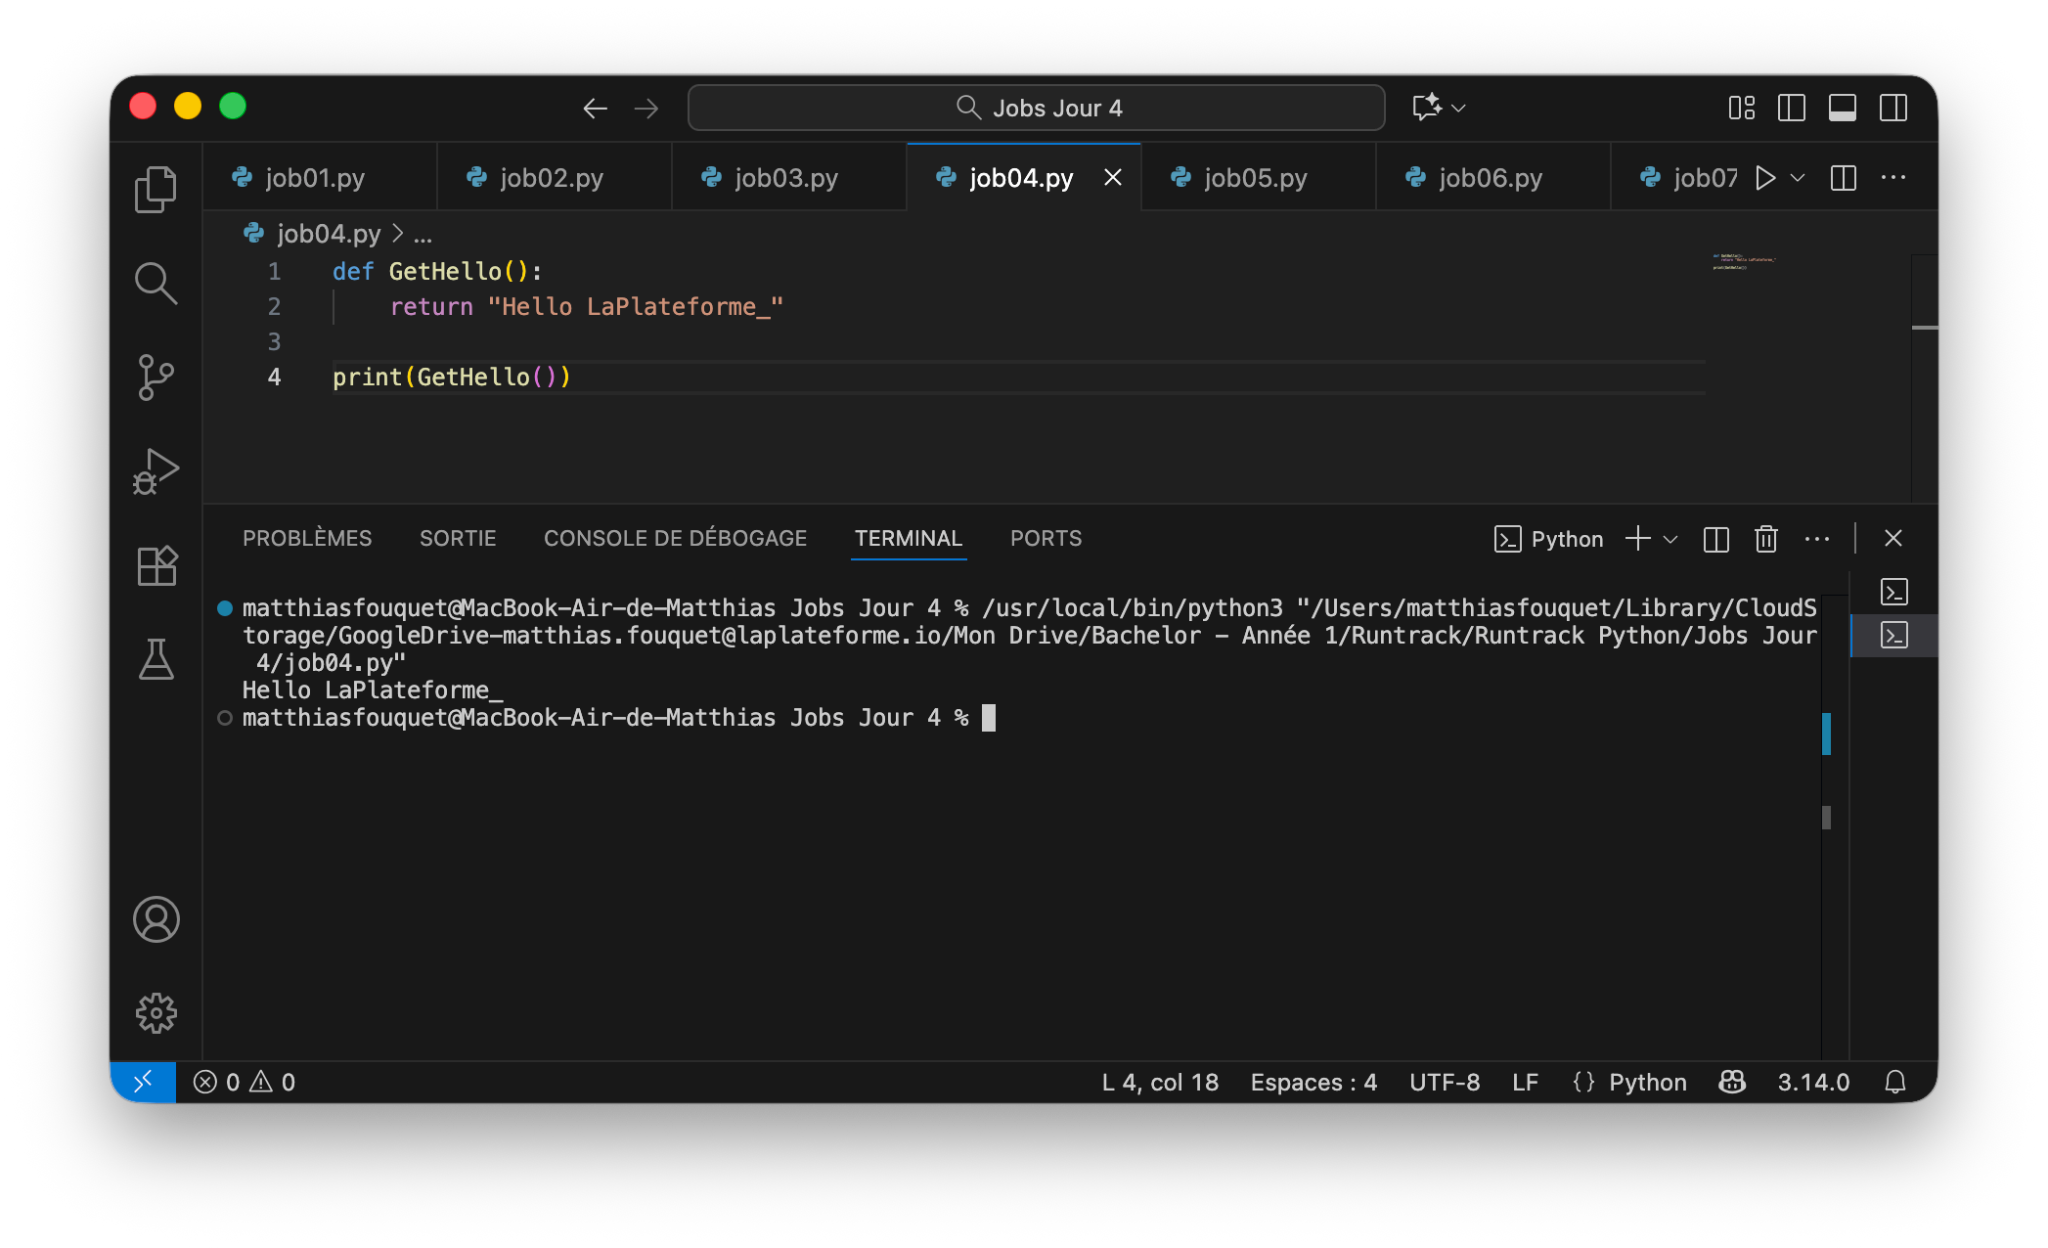 Jobs Jour 4
job01.py
job02.py
job03.py
job04.py
job05.py
job06.py
job07
job04.py > ...
1 def GetHello():
2     return "Hello LaPlateforme_"
3
4 print(GetHello())
PROBLÈMES
SORTIE
CONSOLE DE DÉBOGAGE
TERMINAL
PORTS
Python
matthiasfouquet@MacBook-Air-de-Matthias Jobs Jour 4 % /usr/local/bin/python3 "/Users/matthiasfouquet/Library/CloudS
torage/GoogleDrive-matthias.fouquet@laplateforme.io/Mon Drive/Bachelor - Année 1/Runtrack/Runtrack Python/Jobs Jour
 4/job04.py"
Hello LaPlateforme_
matthiasfouquet@MacBook-Air-de-Matthias Jobs Jour 4 %
0 0
L 4, col 18
Espaces : 4
UTF-8
LF
{} Python
3.14.0